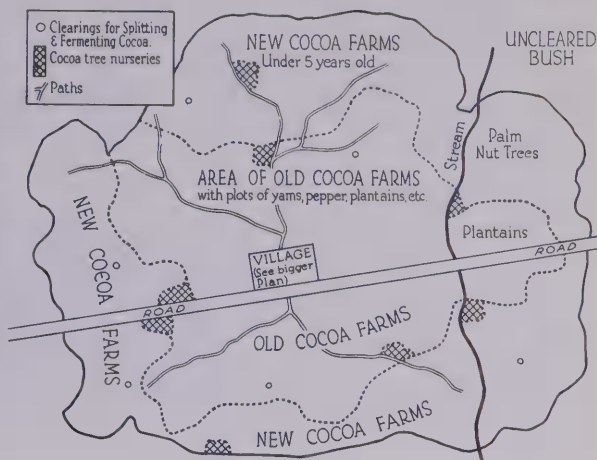 Clearings for Splitting
& Fermenting Cocoa.
Cocoa tree nurseries
Paths
NEW COCOA FARMS
Under 5 years old
UNCLEARED
BUSH
Stream
Palm
Nut Trees
AREA OF OLD COCOA FARMS
with plots of yams, pepper, plantains, etc.
Plantains
ROAD
NEW COCOA FARMS
VILLAGE
(See bigger
Plan)
ROAD
OLD COCOA FARMS
NEW COCOA FARMS